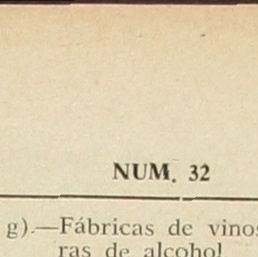 NUM. 32
g).—Fábricas de vinos
ras de alcohol